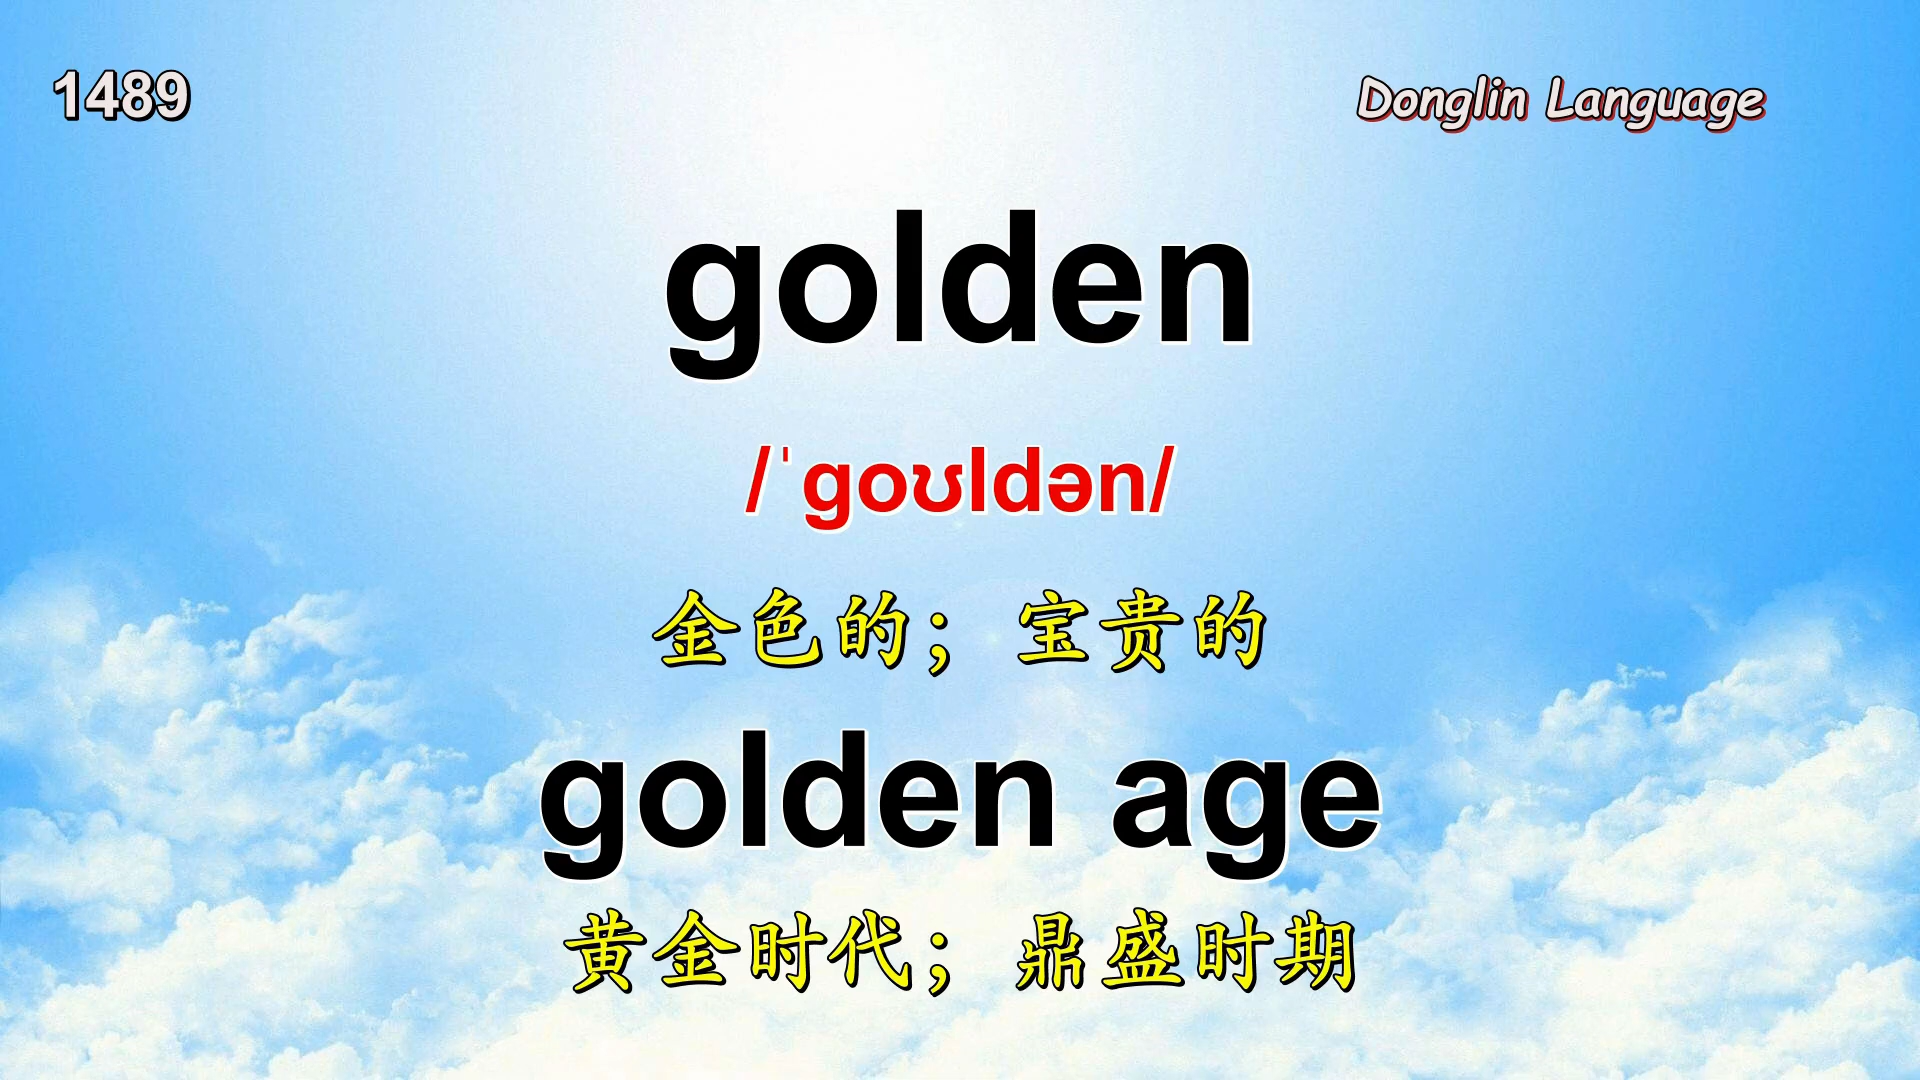 1489
Donglin Language
golden
/ˈɡoʊldən/
金色的；宝贵的
golden age
黄金时代；鼎盛时期